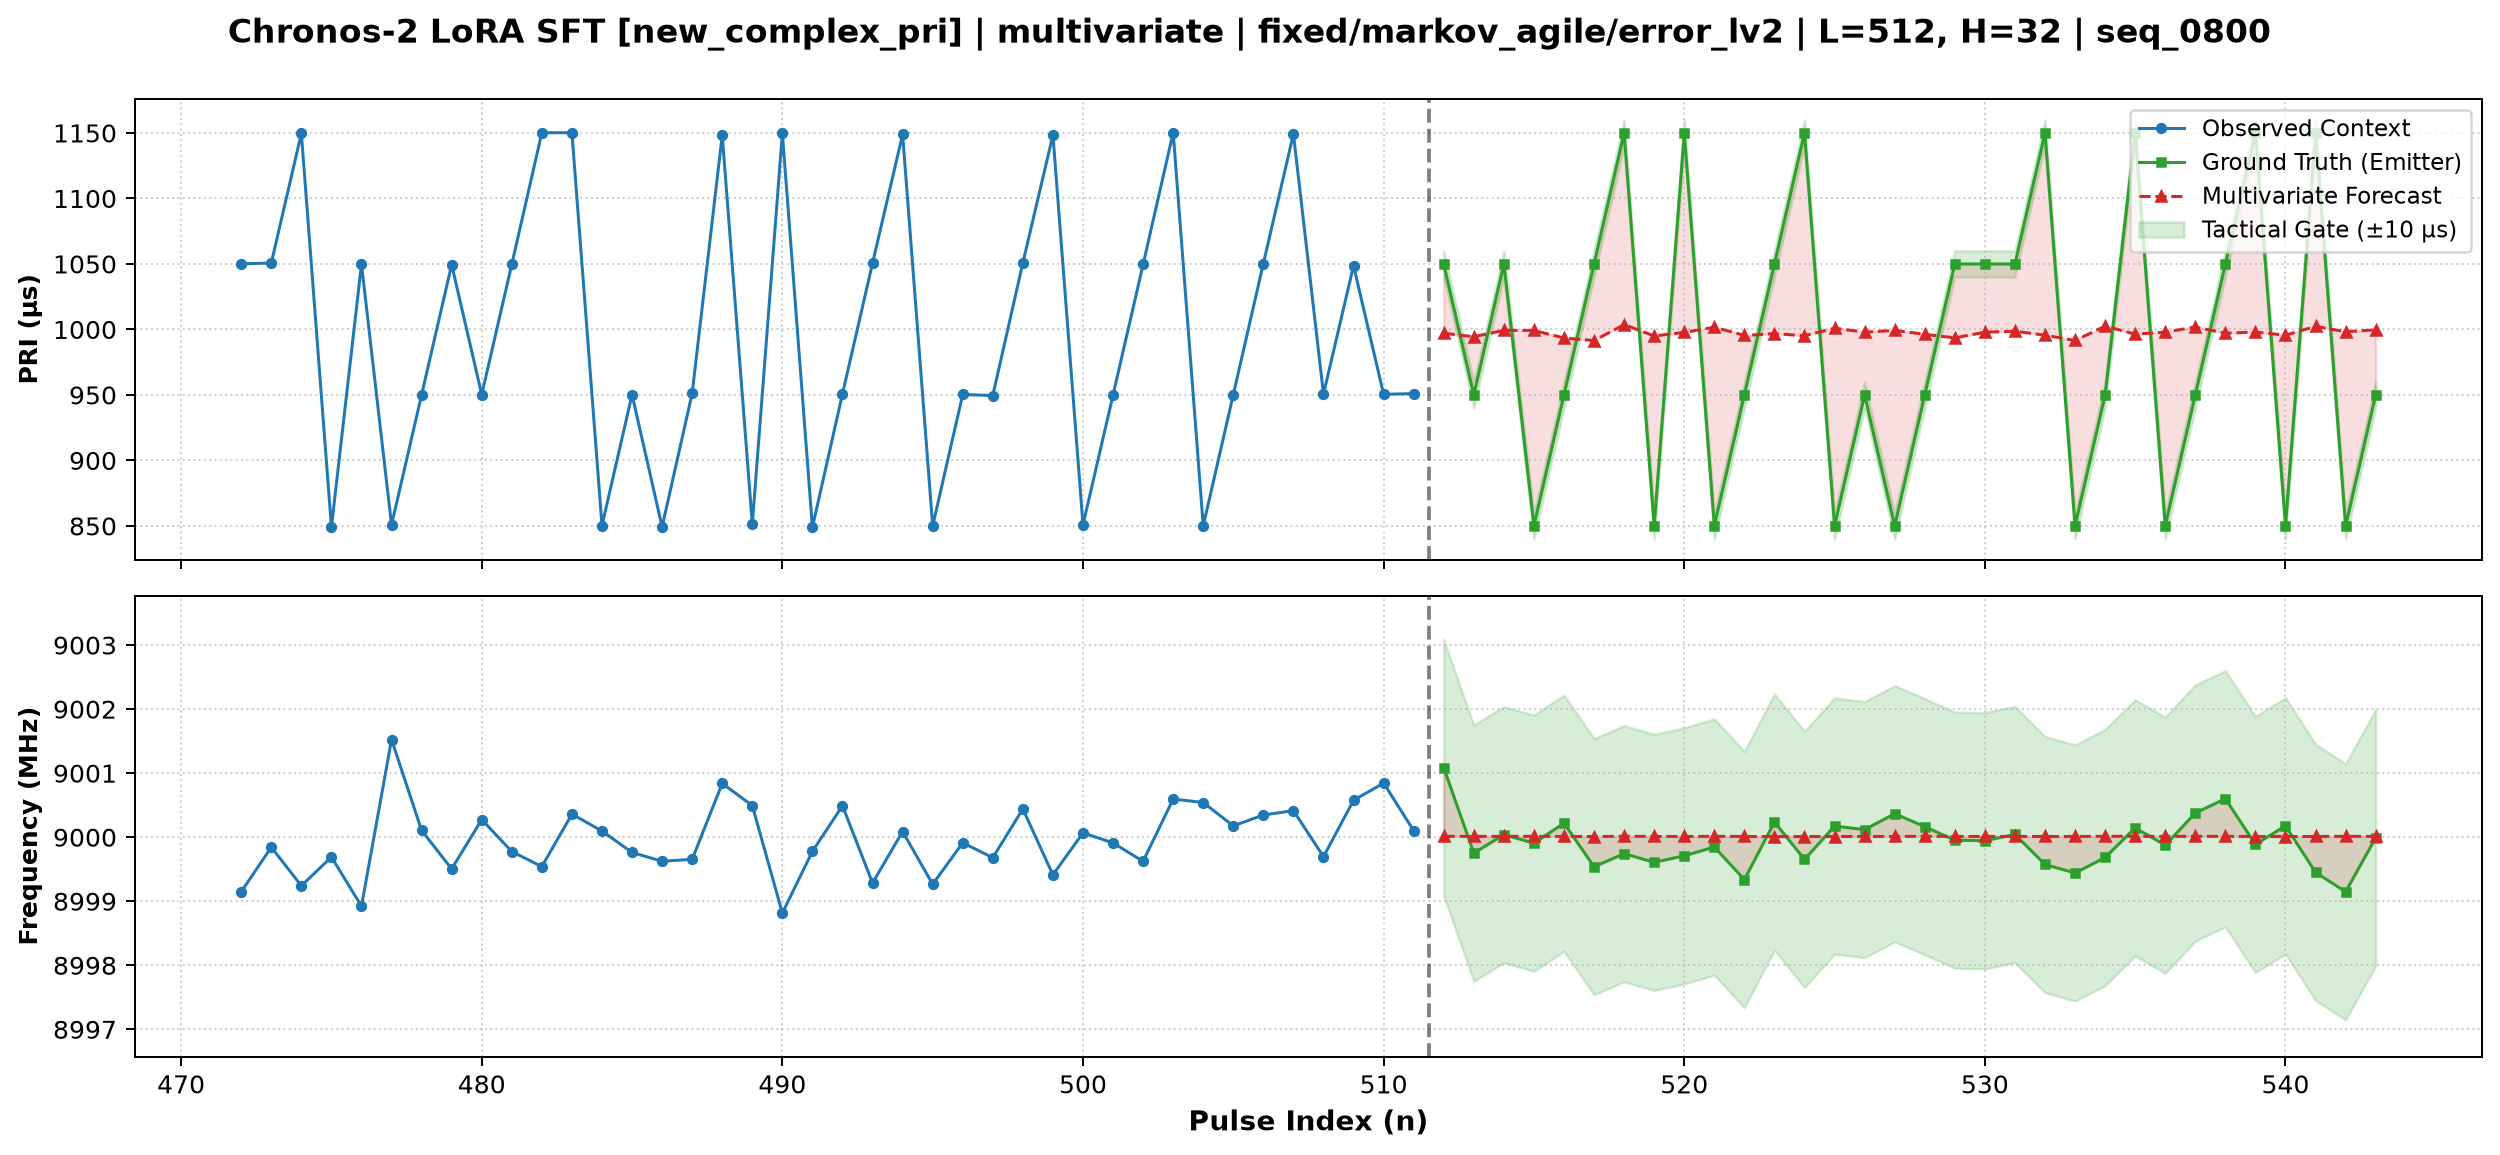 Chronos-2 LoRA SFT [new_complex_pri] | multivariate | fixed/markov_agile/error_lv2 | L=512, H=32 | seq_0800
PRI (µs)
1150
1100
1050
1000
950
900
850
Observed Context
Ground Truth (Emitter)
Multivariate Forecast
Tactical Gate (±10 µs)
Frequency (MHz)
9003
9002
9001
9000
8999
8998
8997
470 480 490 500 510 520 530 540
Pulse Index (n)